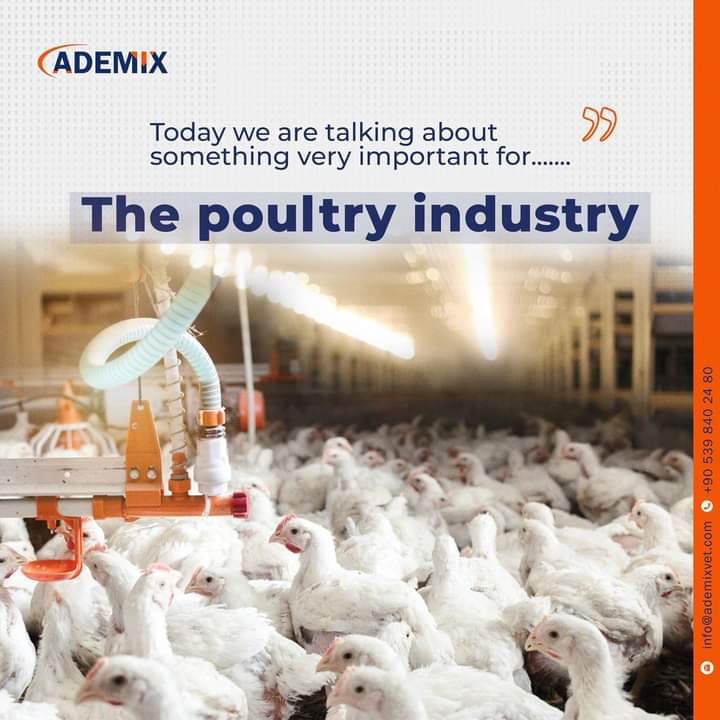 ADEMIX
Today we are talking about
something very important for.......
”
The poultry industry
info@ademixvet.com +90 539 840 24 80